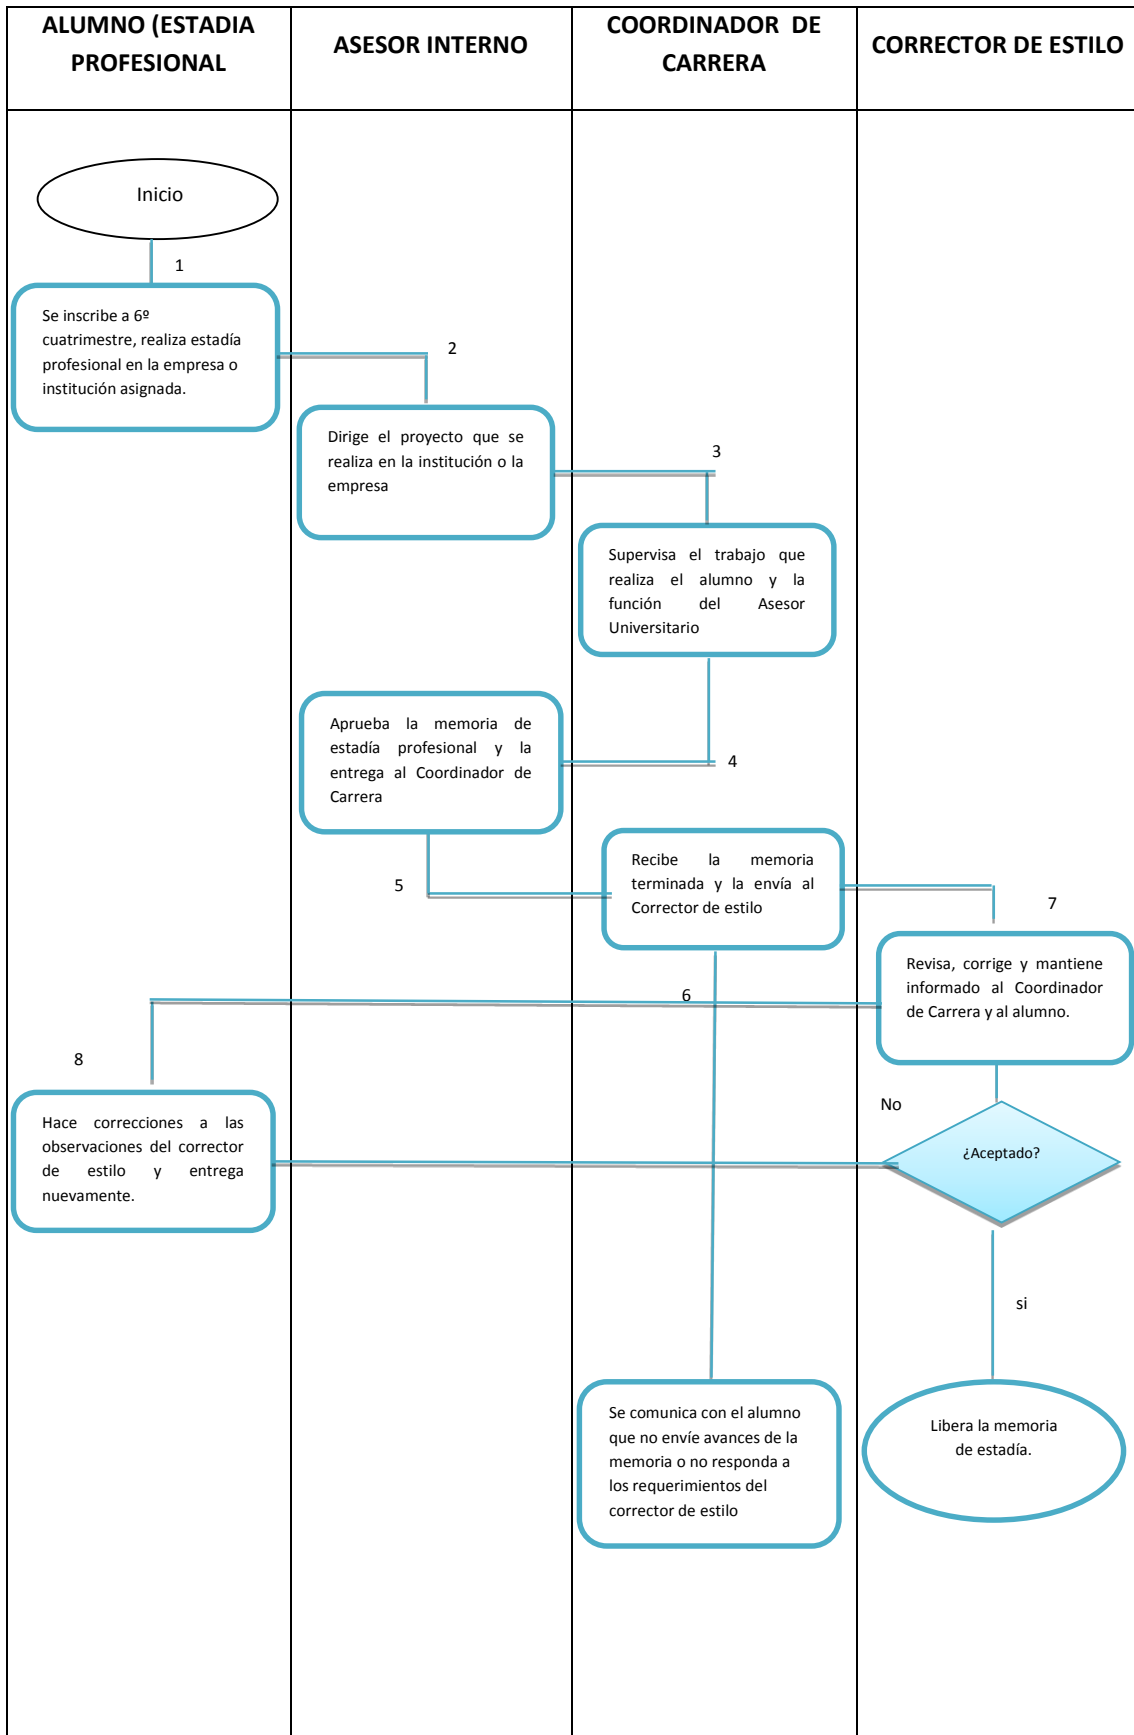 ALUMNO (ESTADIA
PROFESIONAL
ASESOR INTERNO
COORDINADOR DE
CARRERA
CORRECTOR DE ESTILO
Inicio
1
Se inscribe a 6º
cuatrimestre, realiza estadía
profesional en la empresa o
institución asignada.
2
Dirige el proyecto que se
realiza en la institución o la
empresa
3
Supervisa el trabajo que
realiza el alumno y la
función del Asesor
Universitario
4
Aprueba la memoria de
estadía profesional y la
entrega al Coordinador de
Carrera
5
Recibe la memoria
terminada y la envía al
Corrector de estilo
7
Revisa, corrige y mantiene
informado al Coordinador
de Carrera y al alumno.
6
8
Hace correcciones a las
observaciones del corrector
de estilo y entrega
nuevamente.
No
¿Aceptado?
si
Se comunica con el alumno
que no envíe avances de la
memoria o no responda a
los requerimientos del
corrector de estilo
Libera la memoria
de estadía.